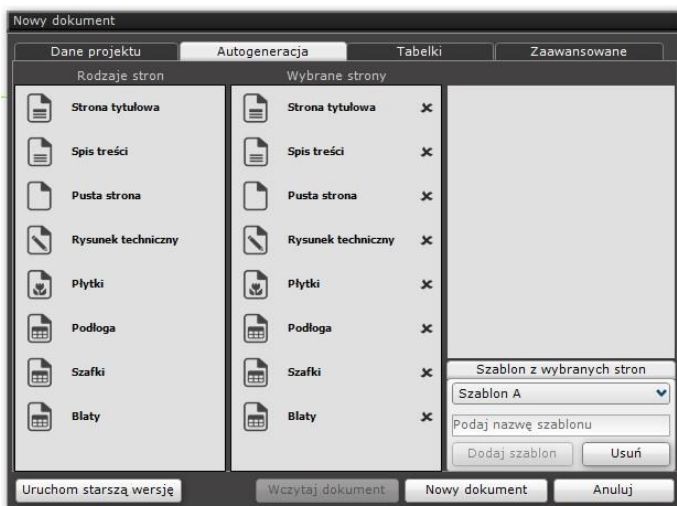 Nowy dokument
Dane projektu Autogeneracja Tabelki Zaawansowane
Rodzaje stron Wybrane strony
Strona tytułowa Strona tytułowa
Spis treści Spis treści
Pusta strona Pusta strona
Rysunek techniczny Rysunek techniczny
Płytki Płytki
Podłoga Podłoga
Szafki Szafki
Blaty Blaty
Szablon z wybranych stron
Szablon A
Podaj nazwę szablonu
Dodaj szablon Usuń
Uruchom starszą wersję Wczytaj dokument Nowy dokument Anuluj